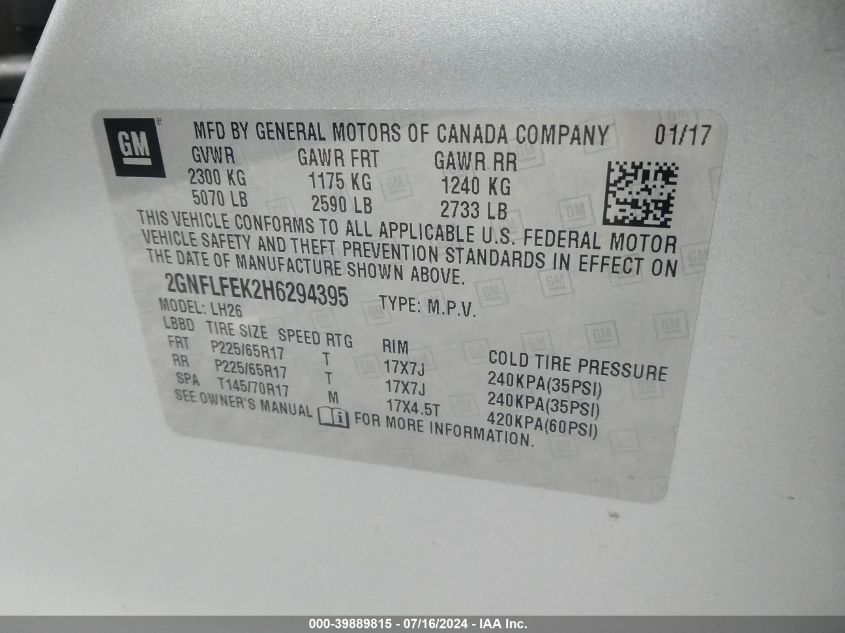 GM
MFD BY GENERAL MOTORS OF CANADA COMPANY 01/17
GVWR GAWR FRT GAWR RR
2300 KG 1175 KG 1240 KG
5070 LB 2590 LB 2733 LB
THIS VEHICLE CONFORMS TO ALL APPLICABLE U.S. FEDERAL MOTOR
VEHICLE SAFETY AND THEFT PREVENTION STANDARDS IN EFFECT ON
THE DATE OF MANUFACTURE SHOWN ABOVE.
2GNFLFEK2H6294395 TYPE: M.P.V.
MODEL: LH26
LBBD TIRE SIZE SPEED RTG RIM COLD TIRE PRESSURE
FRT P225/65R17 T 17X7J 240KPA(35PSI)
RR P225/65R17 T 17X7J 240KPA(35PSI)
SPA T145/70R17 M 17X4.5T 420KPA(60PSI)
SEE OWNER'S MANUAL FOR MORE INFORMATION.
000-39889815 - 07/16/2024 - IAA Inc.